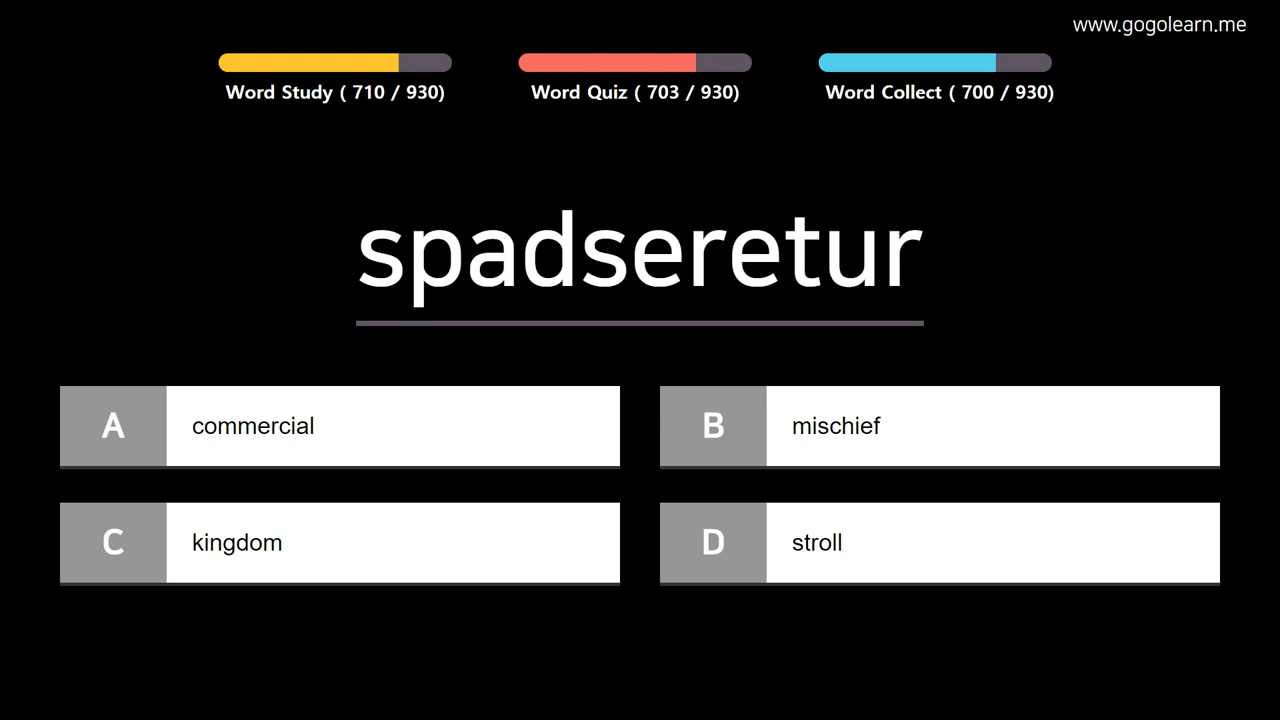 www.gogolearn.me
Word Study ( 710 / 930)
Word Quiz ( 703 / 930)
Word Collect ( 700 / 930)
spadseretur
A commercial
B mischief
C kingdom
D stroll